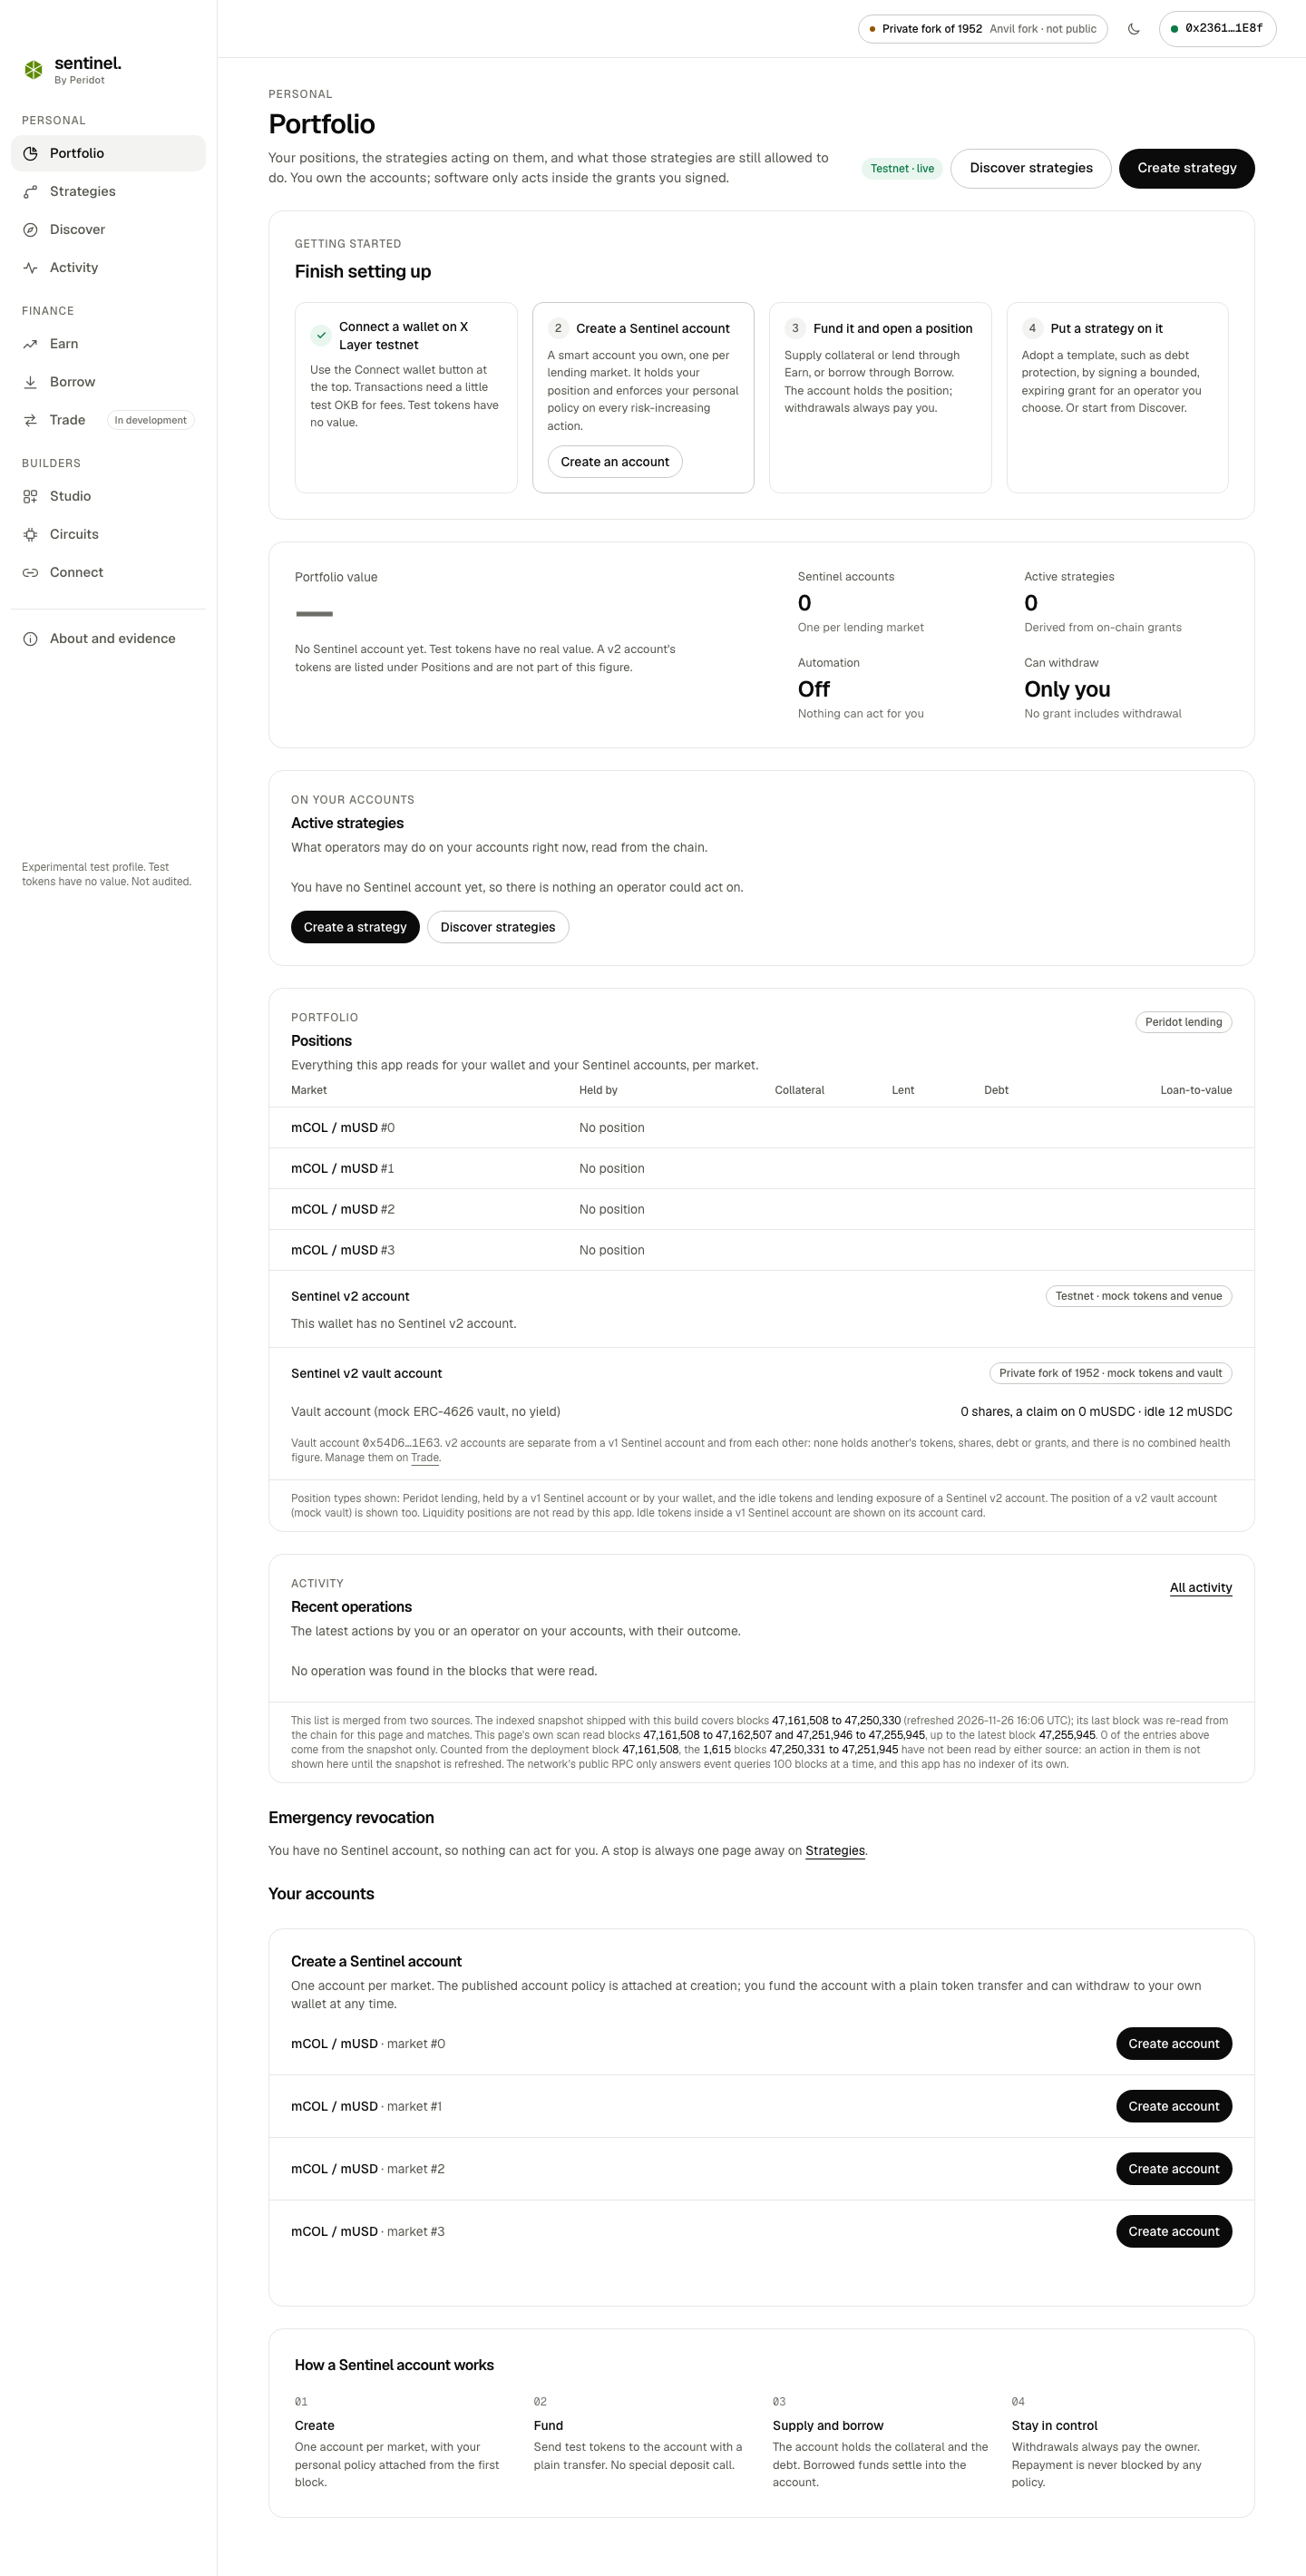 sentinel.
By Peridot
PERSONAL
Portfolio
Strategies
Discover
Activity
FINANCE
Earn
Borrow
Trade
In development
BUILDERS
Studio
Circuits
Connect
About and evidence
Experimental test profile. Test
tokens have no value. Not audited.
Private fork of 1952 Anvil fork · not public
0x2361…1E8f
PERSONAL
Portfolio
Your positions, the strategies acting on them, and what those strategies are still allowed to
do. You own the accounts; software only acts inside the grants you signed.
Testnet · live
Discover strategies
Create strategy
GETTING STARTED
Finish setting up
Connect a wallet on X
Layer testnet
Use the Connect wallet button at
the top. Transactions need a little
test OKB for fees. Test tokens have
no value.
2 Create a Sentinel account
A smart account you own, one per
lending market. It holds your
position and enforces your personal
policy on every risk-increasing
action.
Create an account
3 Fund it and open a position
Supply collateral or lend through
Earn, or borrow through Borrow.
The account holds the position;
withdrawals always pay you.
4 Put a strategy on it
Adopt a template, such as debt
protection, by signing a bounded,
expiring grant for an operator you
choose. Or start from Discover.
Portfolio value
—
No Sentinel account yet. Test tokens have no real value. A v2 account's
tokens are listed under Positions and are not part of this figure.
Sentinel accounts
0
One per lending market
Active strategies
0
Derived from on-chain grants
Automation
Off
Nothing can act for you
Can withdraw
Only you
No grant includes withdrawal
ON YOUR ACCOUNTS
Active strategies
What operators may do on your accounts right now, read from the chain.
You have no Sentinel account yet, so there is nothing an operator could act on.
Create a strategy
Discover strategies
PORTFOLIO
Positions
Everything this app reads for your wallet and your Sentinel accounts, per market.
Peridot lending
Market Held by Collateral Lent Debt Loan-to-value
mCOL / mUSD #0 No position
mCOL / mUSD #1 No position
mCOL / mUSD #2 No position
mCOL / mUSD #3 No position
Sentinel v2 account
Testnet · mock tokens and venue
This wallet has no Sentinel v2 account.
Sentinel v2 vault account
Private fork of 1952 · mock tokens and vault
Vault account (mock ERC-4626 vault, no yield)
0 shares, a claim on 0 mUSDC · idle 12 mUSDC
Vault account 0x54D6…1E63. v2 accounts are separate from a v1 Sentinel account and from each other: none holds another's tokens, shares, debt or grants, and there is no combined health
figure. Manage them on Trade.
Position types shown: Peridot lending, held by a v1 Sentinel account or by your wallet, and the idle tokens and lending exposure of a Sentinel v2 account. The position of a v2 vault account
(mock vault) is shown too. Liquidity positions are not read by this app. Idle tokens inside a v1 Sentinel account are shown on its account card.
ACTIVITY
Recent operations
The latest actions by you or an operator on your accounts, with their outcome.
All activity
No operation was found in the blocks that were read.
This list is merged from two sources. The indexed snapshot shipped with this build covers blocks 47,161,508 to 47,250,330 (refreshed 2026-11-26 16:06 UTC); its last block was re-read from
the chain for this page and matches. This page's own scan read blocks 47,161,508 to 47,162,507 and 47,251,946 to 47,255,945, up to the latest block 47,255,945. 0 of the entries above
come from the snapshot only. Counted from the deployment block 47,161,508, the 1,615 blocks 47,250,331 to 47,251,945 have not been read by either source: an action in them is not
shown here until the snapshot is refreshed. The network's public RPC only answers event queries 100 blocks at a time, and this app has no indexer of its own.
Emergency revocation
You have no Sentinel account, so nothing can act for you. A stop is always one page away on Strategies.
Your accounts
Create a Sentinel account
One account per market. The published account policy is attached at creation; you fund the account with a plain token transfer and can withdraw to your own
wallet at any time.
mCOL / mUSD · market #0 Create account
mCOL / mUSD · market #1 Create account
mCOL / mUSD · market #2 Create account
mCOL / mUSD · market #3 Create account
How a Sentinel account works
01
Create
One account per market, with your
personal policy attached from the first
block.
02
Fund
Send test tokens to the account with a
plain transfer. No special deposit call.
03
Supply and borrow
The account holds the collateral and the
debt. Borrowed funds settle into the
account.
04
Stay in control
Withdrawals always pay the owner.
Repayment is never blocked by any
policy.